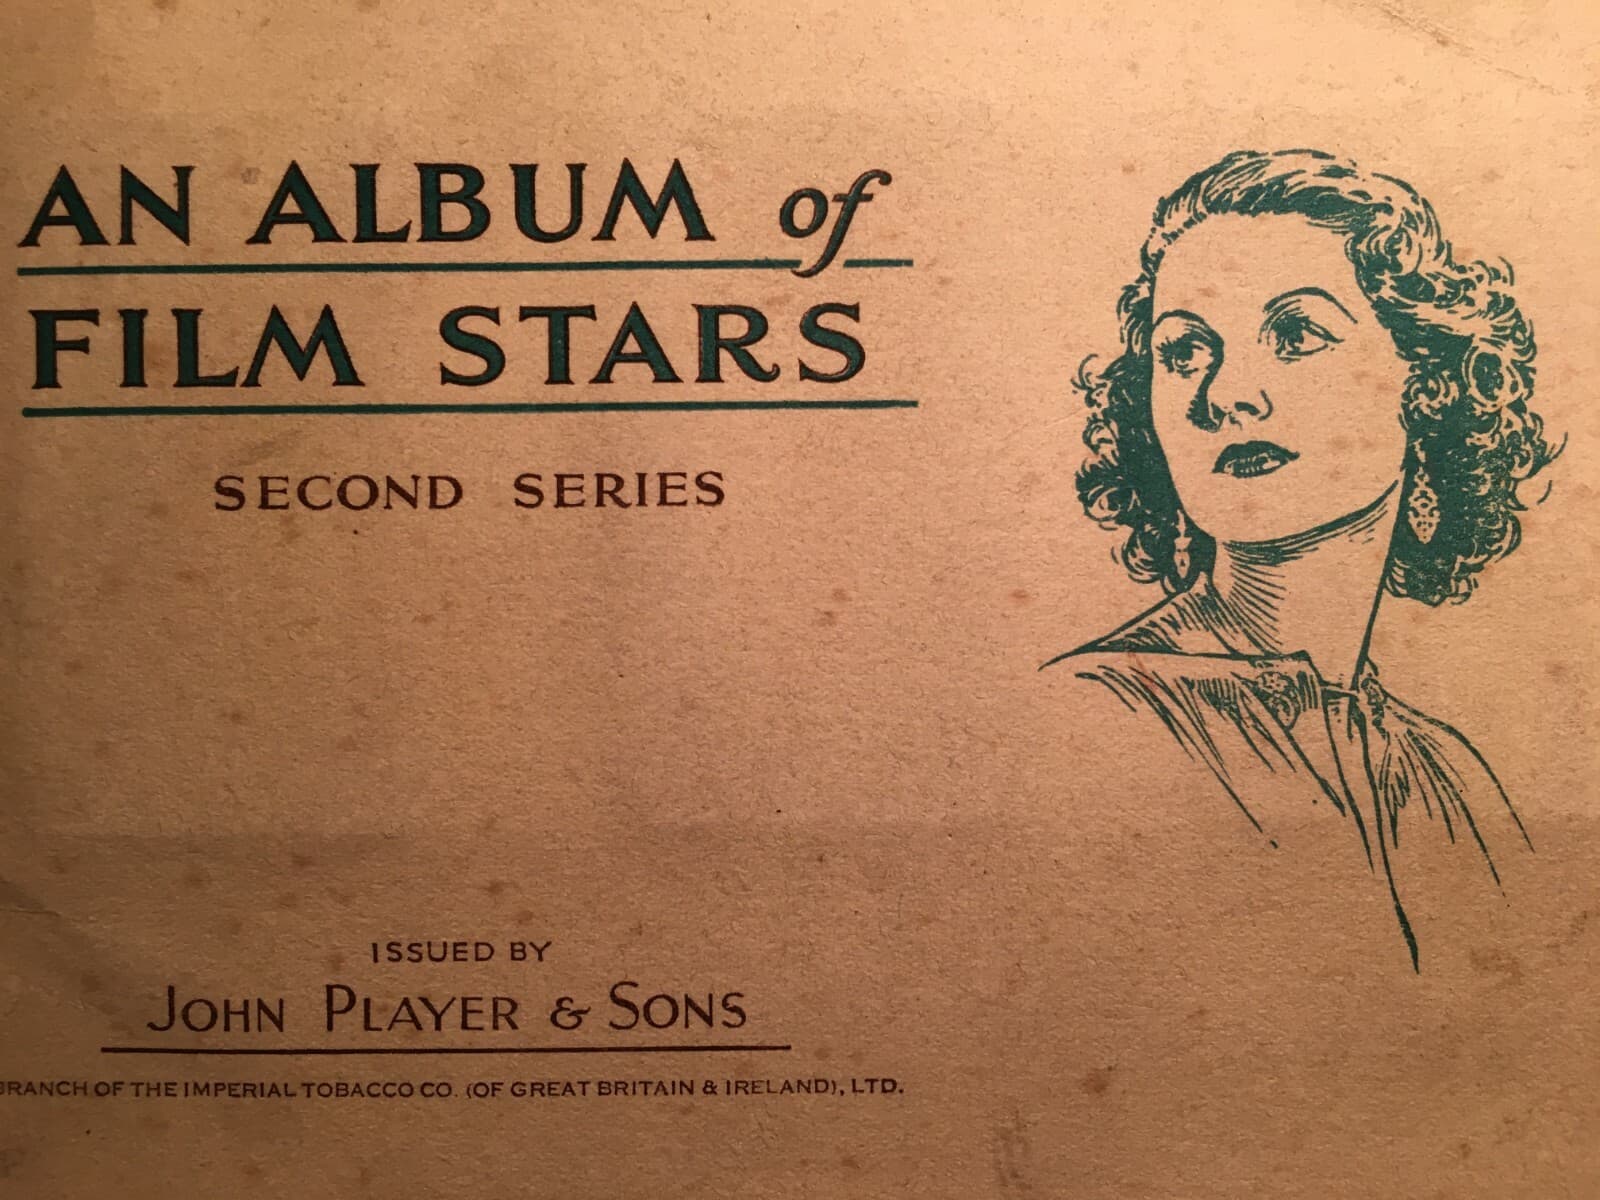 AN ALBUM of
FILM STARS
SECOND SERIES
ISSUED BY
JOHN PLAYER & SONS
BRANCH OF THE IMPERIAL TOBACCO CO. (OF GREAT BRITAIN & IRELAND), LTD.